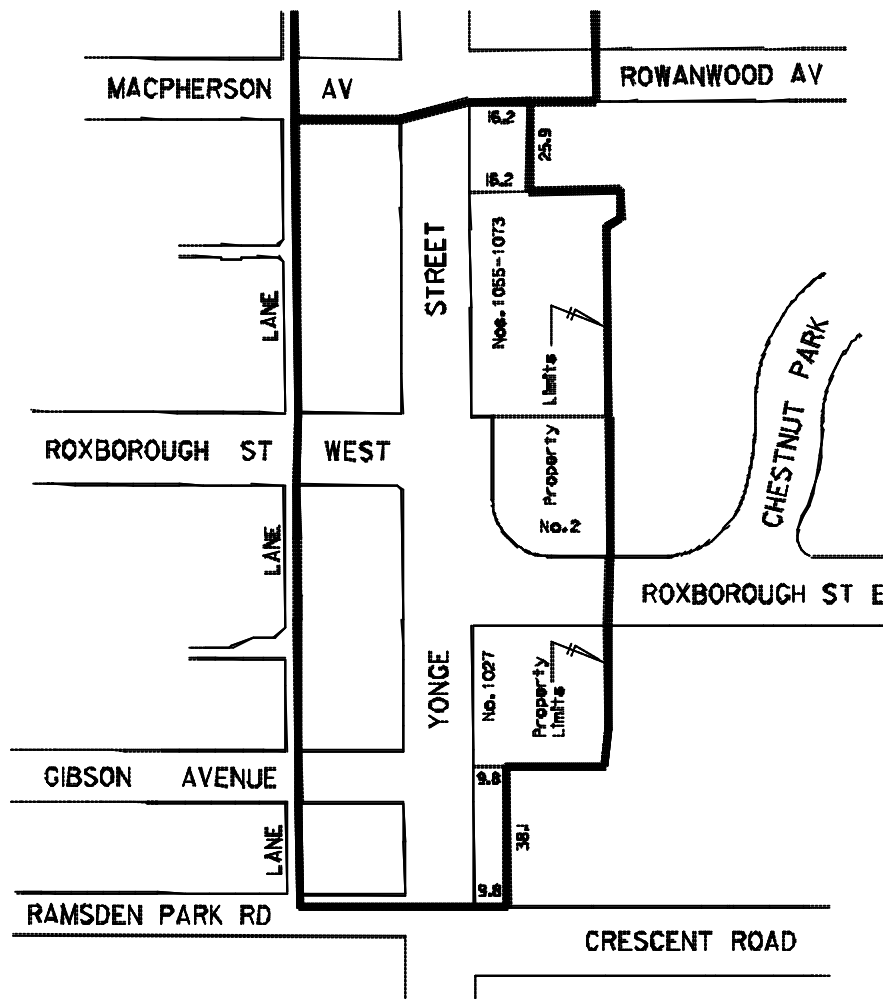 MACPHERSON AV
ROWANWOOD AV
16.2
25.9
16.2
STREET
Nos. 1055-1073
LANE
Property Limits
CHESTNUT PARK
ROXBOROUGH ST WEST
No.2
LANE
ROXBOROUGH ST E
YONGE
No. 1027
Property
Limits
GIBSON AVENUE
9.8
LANE
38.1
9.8
RAMSDEN PARK RD
CRESCENT ROAD